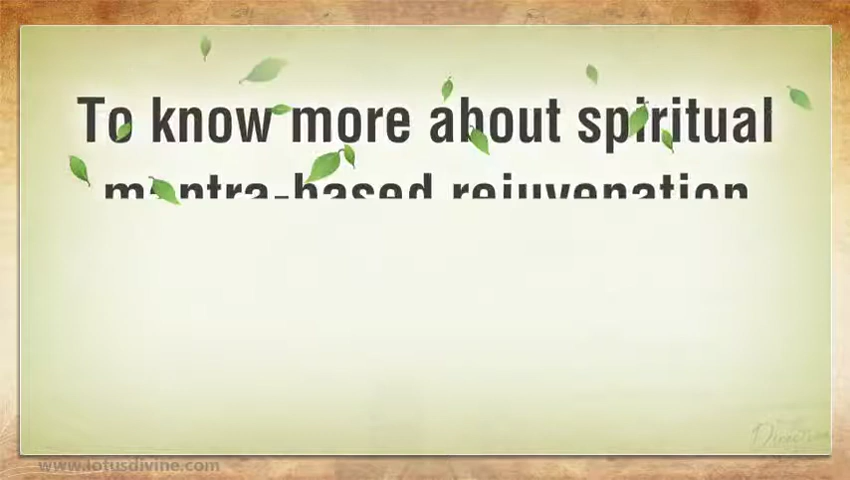 To know more about spiritual
mantra-based rejuvenation
www.lotusdivine.com